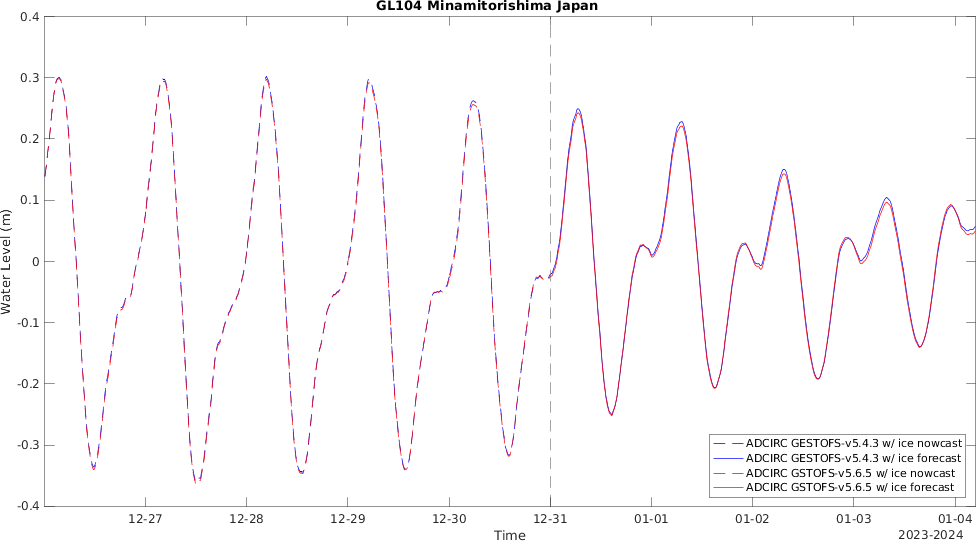 GL104 Minamitorishima Japan
0.4
0.3
0.2
0.1
0
-0.1
-0.2
-0.3
-0.4
Water Level (m)
ADCIRC GESTOFS-v5.4.3 w/ ice nowcast
ADCIRC GESTOFS-v5.4.3 w/ ice forecast
ADCIRC GSTOFS-v5.6.5 w/ ice nowcast
ADCIRC GSTOFS-v5.6.5 w/ ice forecast
12-27 12-28 12-29 12-30 12-31 01-01 01-02 01-03 01-04
Time
2023-2024